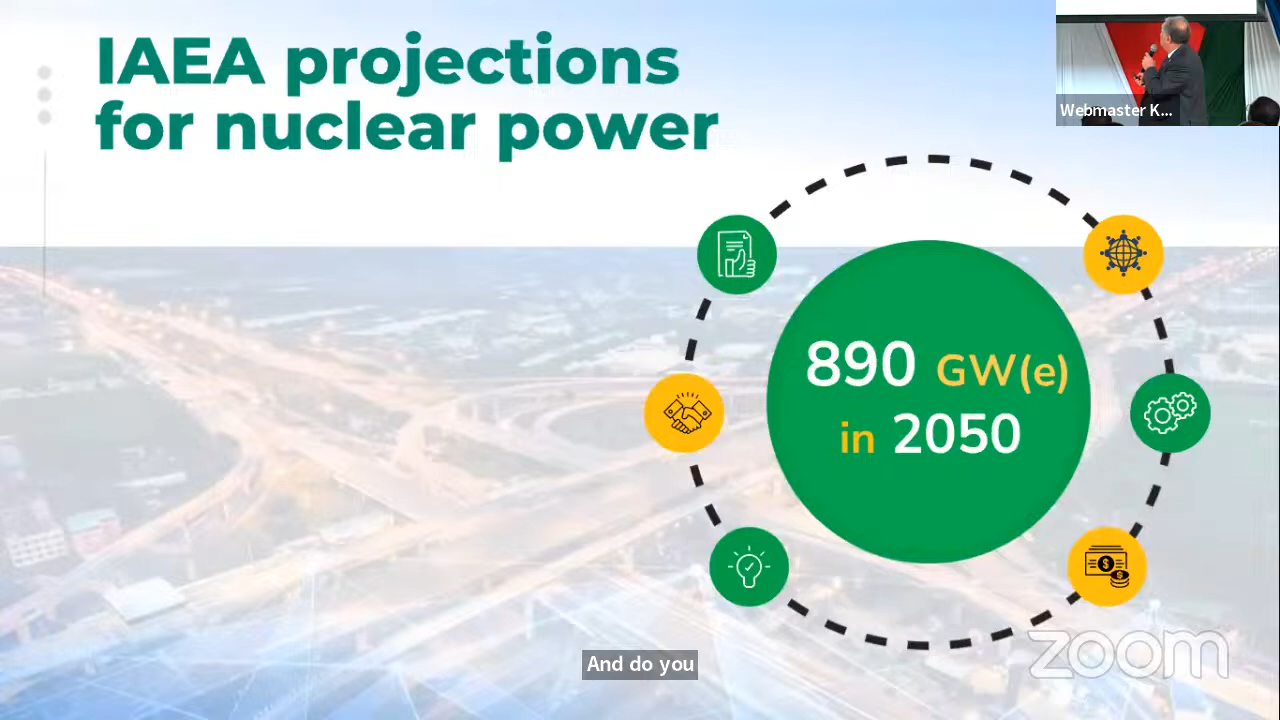 IAEA projections
for nuclear power
Webmaster K...
890 GW(e)
in 2050
And do you
zoom